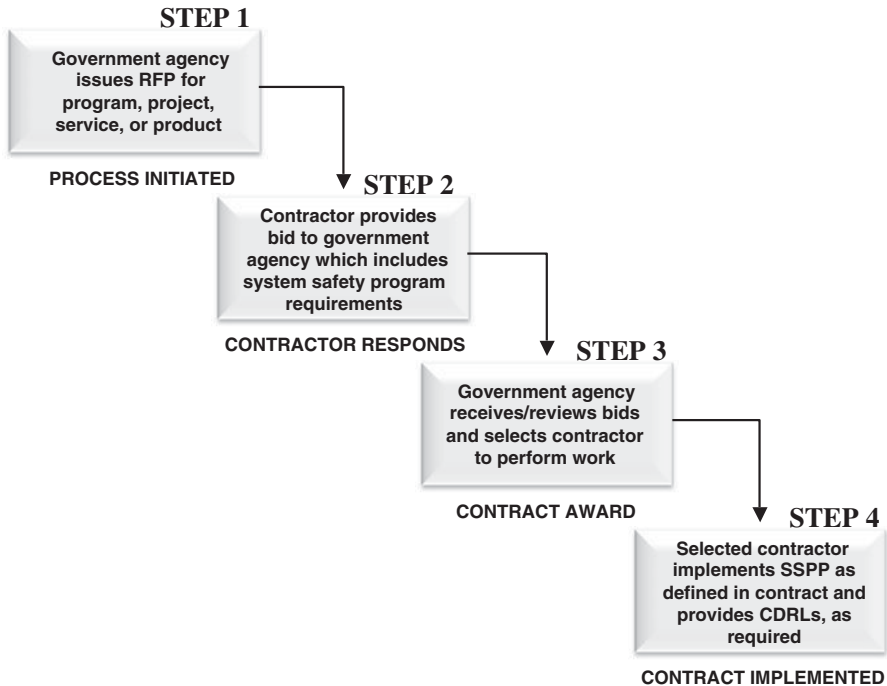 STEP 1
Government agency
issues RFP for
program, project,
service, or product
PROCESS INITIATED
STEP 2
Contractor provides
bid to government
agency which includes
system safety program
requirements
CONTRACTOR RESPONDS
STEP 3
Government agency
receives/reviews bids
and selects contractor
to perform work
CONTRACT AWARD
STEP 4
Selected contractor
implements SSPP as
defined in contract and
provides CDRLs, as
required
CONTRACT IMPLEMENTED